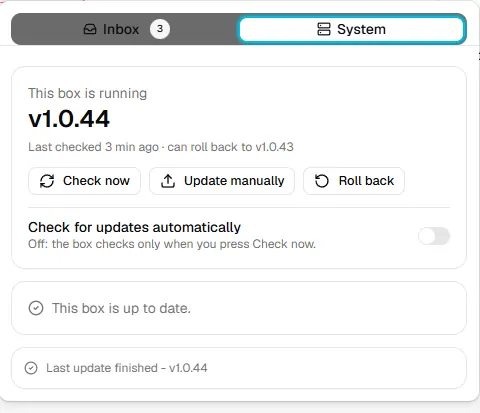 Inbox 3 System
This box is running
v1.0.44
Last checked 3 min ago · can roll back to v1.0.43
Check now Update manually Roll back
Check for updates automatically
Off: the box checks only when you press Check now.
This box is up to date.
Last update finished - v1.0.44